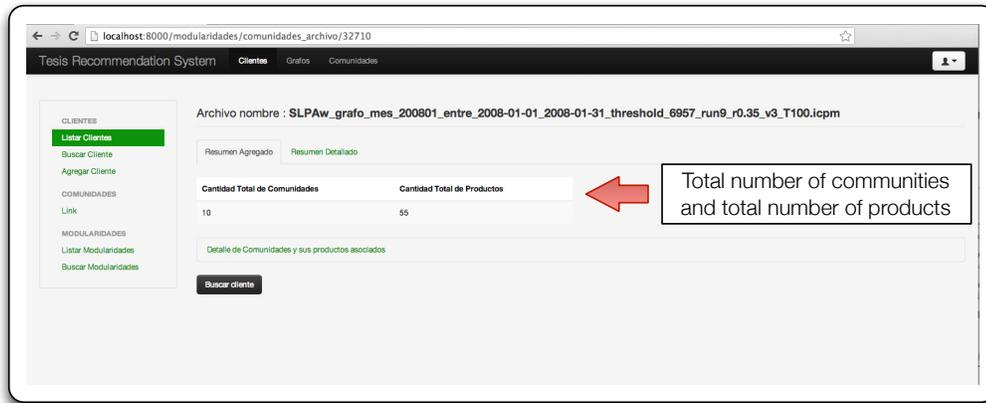 localhost:8000/modularidades/comunidades_archivo/32710
Tesis Recommendation System Clientes Grafos Comunidades
CLIENTES
Listar Clientes
Buscar Cliente
Agregar Cliente
COMUNIDADES
Link
MODULARIDADES
Listar Modularidades
Buscar Modularidades
Archivo nombre : SLPAw_grafo_mes_200801_entre_2008-01-01_2008-01-31_threshold_6957_run9_r0.35_v3_T100.icpm
Resumen Agregado Resumen Detallado
Cantidad Total de Comunidades Cantidad Total de Productos
10 55
Detalle de Comunidades y sus productos asociados
Buscar cliente
Total number of communities
and total number of products